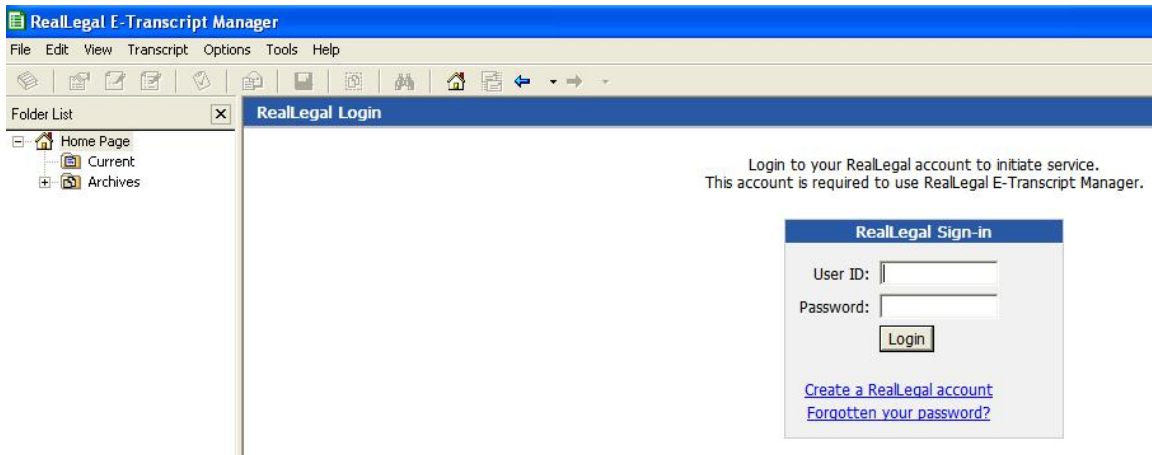 RealLegal E-Transcript Manager
File Edit View Transcript Options Tools Help
Folder List
RealLegal Login
Home Page
Current
Archives
Login to your RealLegal account to initiate service.
This account is required to use RealLegal E-Transcript Manager.
RealLegal Sign-in
User ID:
Password:
Login
Create a RealLegal account
Forgotten your password?